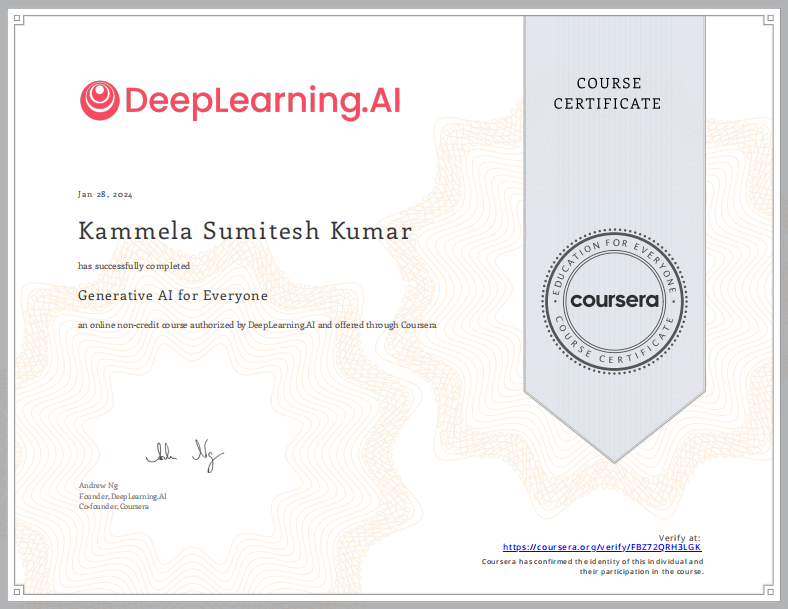 DeepLearning.AI
COURSE
CERTIFICATE
Jan 28, 2024
Kammela Sumitesh Kumar
has successfully completed
Generative AI for Everyone
an online non-credit course authorized by DeepLearning.AI and offered through Coursera
EDUCATION FOR EVERYONE
coursera
COURSE CERTIFICATE
Andrew Ng
Founder, DeepLearning.AI
Co-founder, Coursera
Verify at:
https://coursera.org/verify/FBZ72QRH3LGK
Coursera has confirmed the identity of this individual and
their participation in the course.